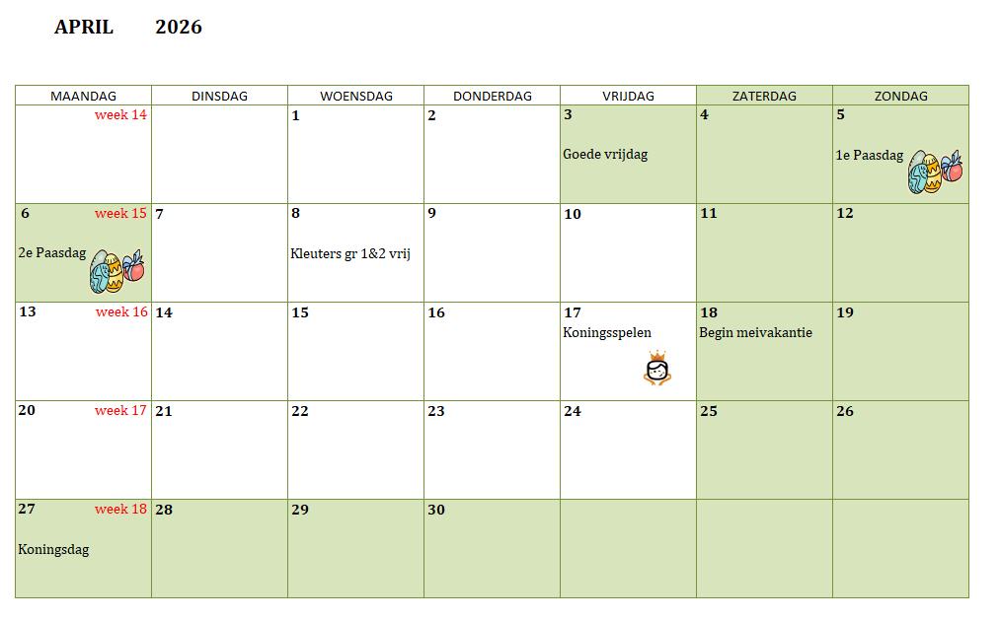 APRIL 2026
MAANDAG DINSDAG WOENSDAG DONDERDAG VRIJDAG ZATERDAG ZONDAG
week 14 1 2 3 4 5
Goede vrijdag 1e Paasdag
6 week 15 7 8 9 10 11 12
2e Paasdag Kleuters gr 1&2 vrij
13 week 16 14 15 16 17 18 19
Koningsspelen Begin meivakantie
20 week 17 21 22 23 24 25 26
27 week 18 28 29 30
Koningsdag